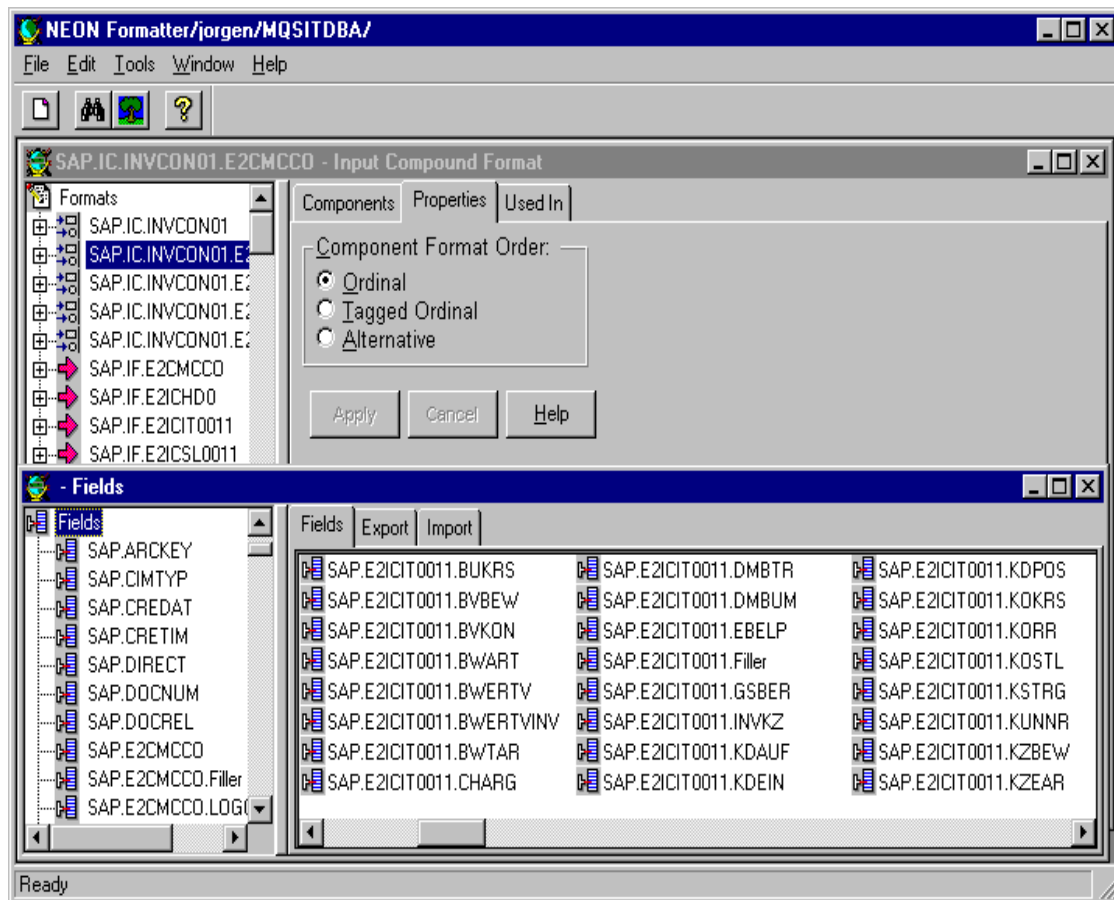 NEON Formatter/jorgen/MQSITDBA/
File Edit Tools Window Help
SAP.IC.INVCON01.E2CMCCO - Input Compound Format
Formats
SAP.IC.INVCON01
SAP.IC.INVCON01.E2
SAP.IC.INVCON01.E2
SAP.IC.INVCON01.E2
SAP.IC.INVCON01.E2
SAP.IF.E2CMCCO
SAP.IF.E2ICHD0
SAP.IF.E2ICIT0011
SAP.IF.E2ICSL0011
Components Properties Used In
Component Format Order:
Ordinal
Tagged Ordinal
Alternative
Apply Cancel Help
- Fields
Fields
SAP.ARCKEY
SAP.CIMTYP
SAP.CREDAT
SAP.CRETIM
SAP.DIRECT
SAP.DOCNUM
SAP.DOCREL
SAP.E2CMCCO
SAP.E2CMCCO.Filler
SAP.E2CMCCO.LOG
Fields Export Import
SAP.E2ICIT0011.BUKRS SAP.E2ICIT0011.DMBTR SAP.E2ICIT0011.KDPOS
SAP.E2ICIT0011.BVBEW SAP.E2ICIT0011.DMBUM SAP.E2ICIT0011.KOKRS
SAP.E2ICIT0011.BVKON SAP.E2ICIT0011.EBELP SAP.E2ICIT0011.KORR
SAP.E2ICIT0011.BWART SAP.E2ICIT0011.Filler SAP.E2ICIT0011.KOSTL
SAP.E2ICIT0011.BWERTV SAP.E2ICIT0011.GSBER SAP.E2ICIT0011.KSTRG
SAP.E2ICIT0011.BWERTVINV SAP.E2ICIT0011.INVKZ SAP.E2ICIT0011.KUNNR
SAP.E2ICIT0011.BWTAR SAP.E2ICIT0011.KDAUF SAP.E2ICIT0011.KZBEW
SAP.E2ICIT0011.CHARG SAP.E2ICIT0011.KDEIN SAP.E2ICIT0011.KZEAR
Ready